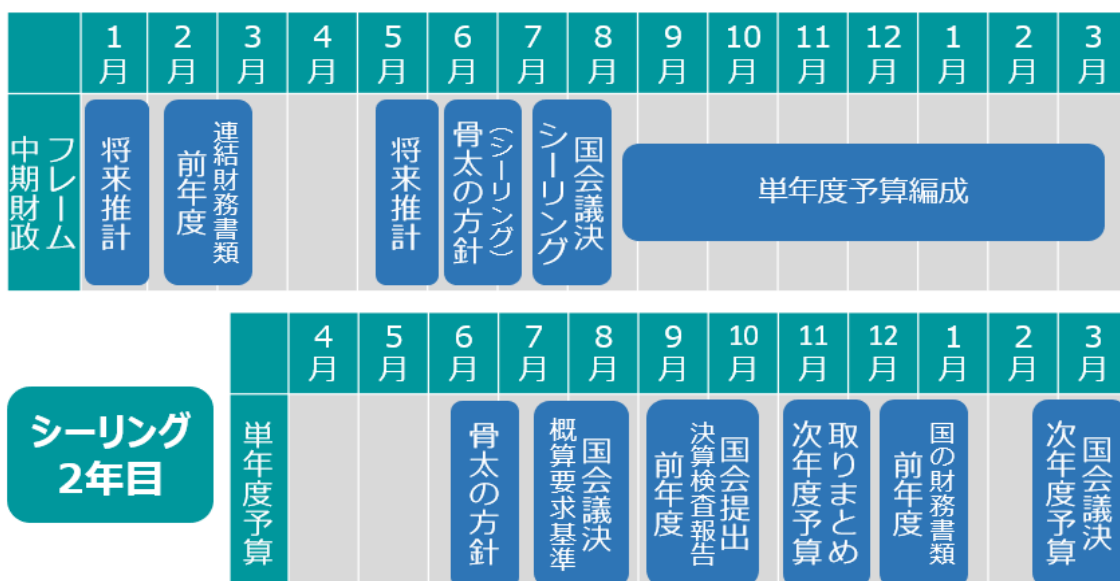 1月 2月 3月 4月 5月 6月 7月 8月 9月 10月 11月 12月 1月 2月 3月
中期財政
フレーム
将来推計
前年度
連結財務書類
将来推計
骨太の方針
(シーリング)
シーリング
国会議決
単年度予算編成
4月 5月 6月 7月 8月 9月 10月 11月 12月 1月 2月 3月
シーリング
2年目
単年度予算
骨太の方針
概算要求基準
国会議決
前年度
決算検査報告
国会提出
次年度予算
取りまとめ
前年度
国の財務書類
次年度予算
国会議決